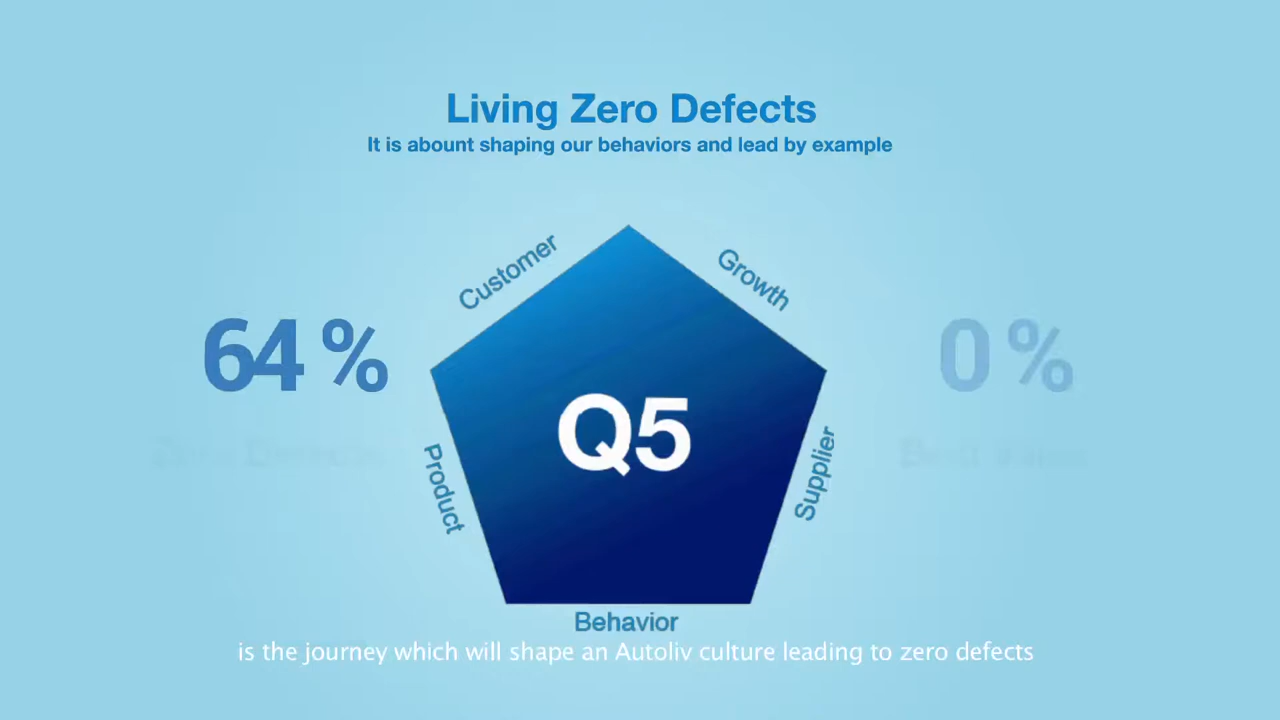 Living Zero Defects
It is abount shaping our behaviors and lead by example
Customer
Growth
64 %
0 %
Q5
Product
Supplier
Behavior
is the journey which will shape an Autoliv culture leading to zero defects